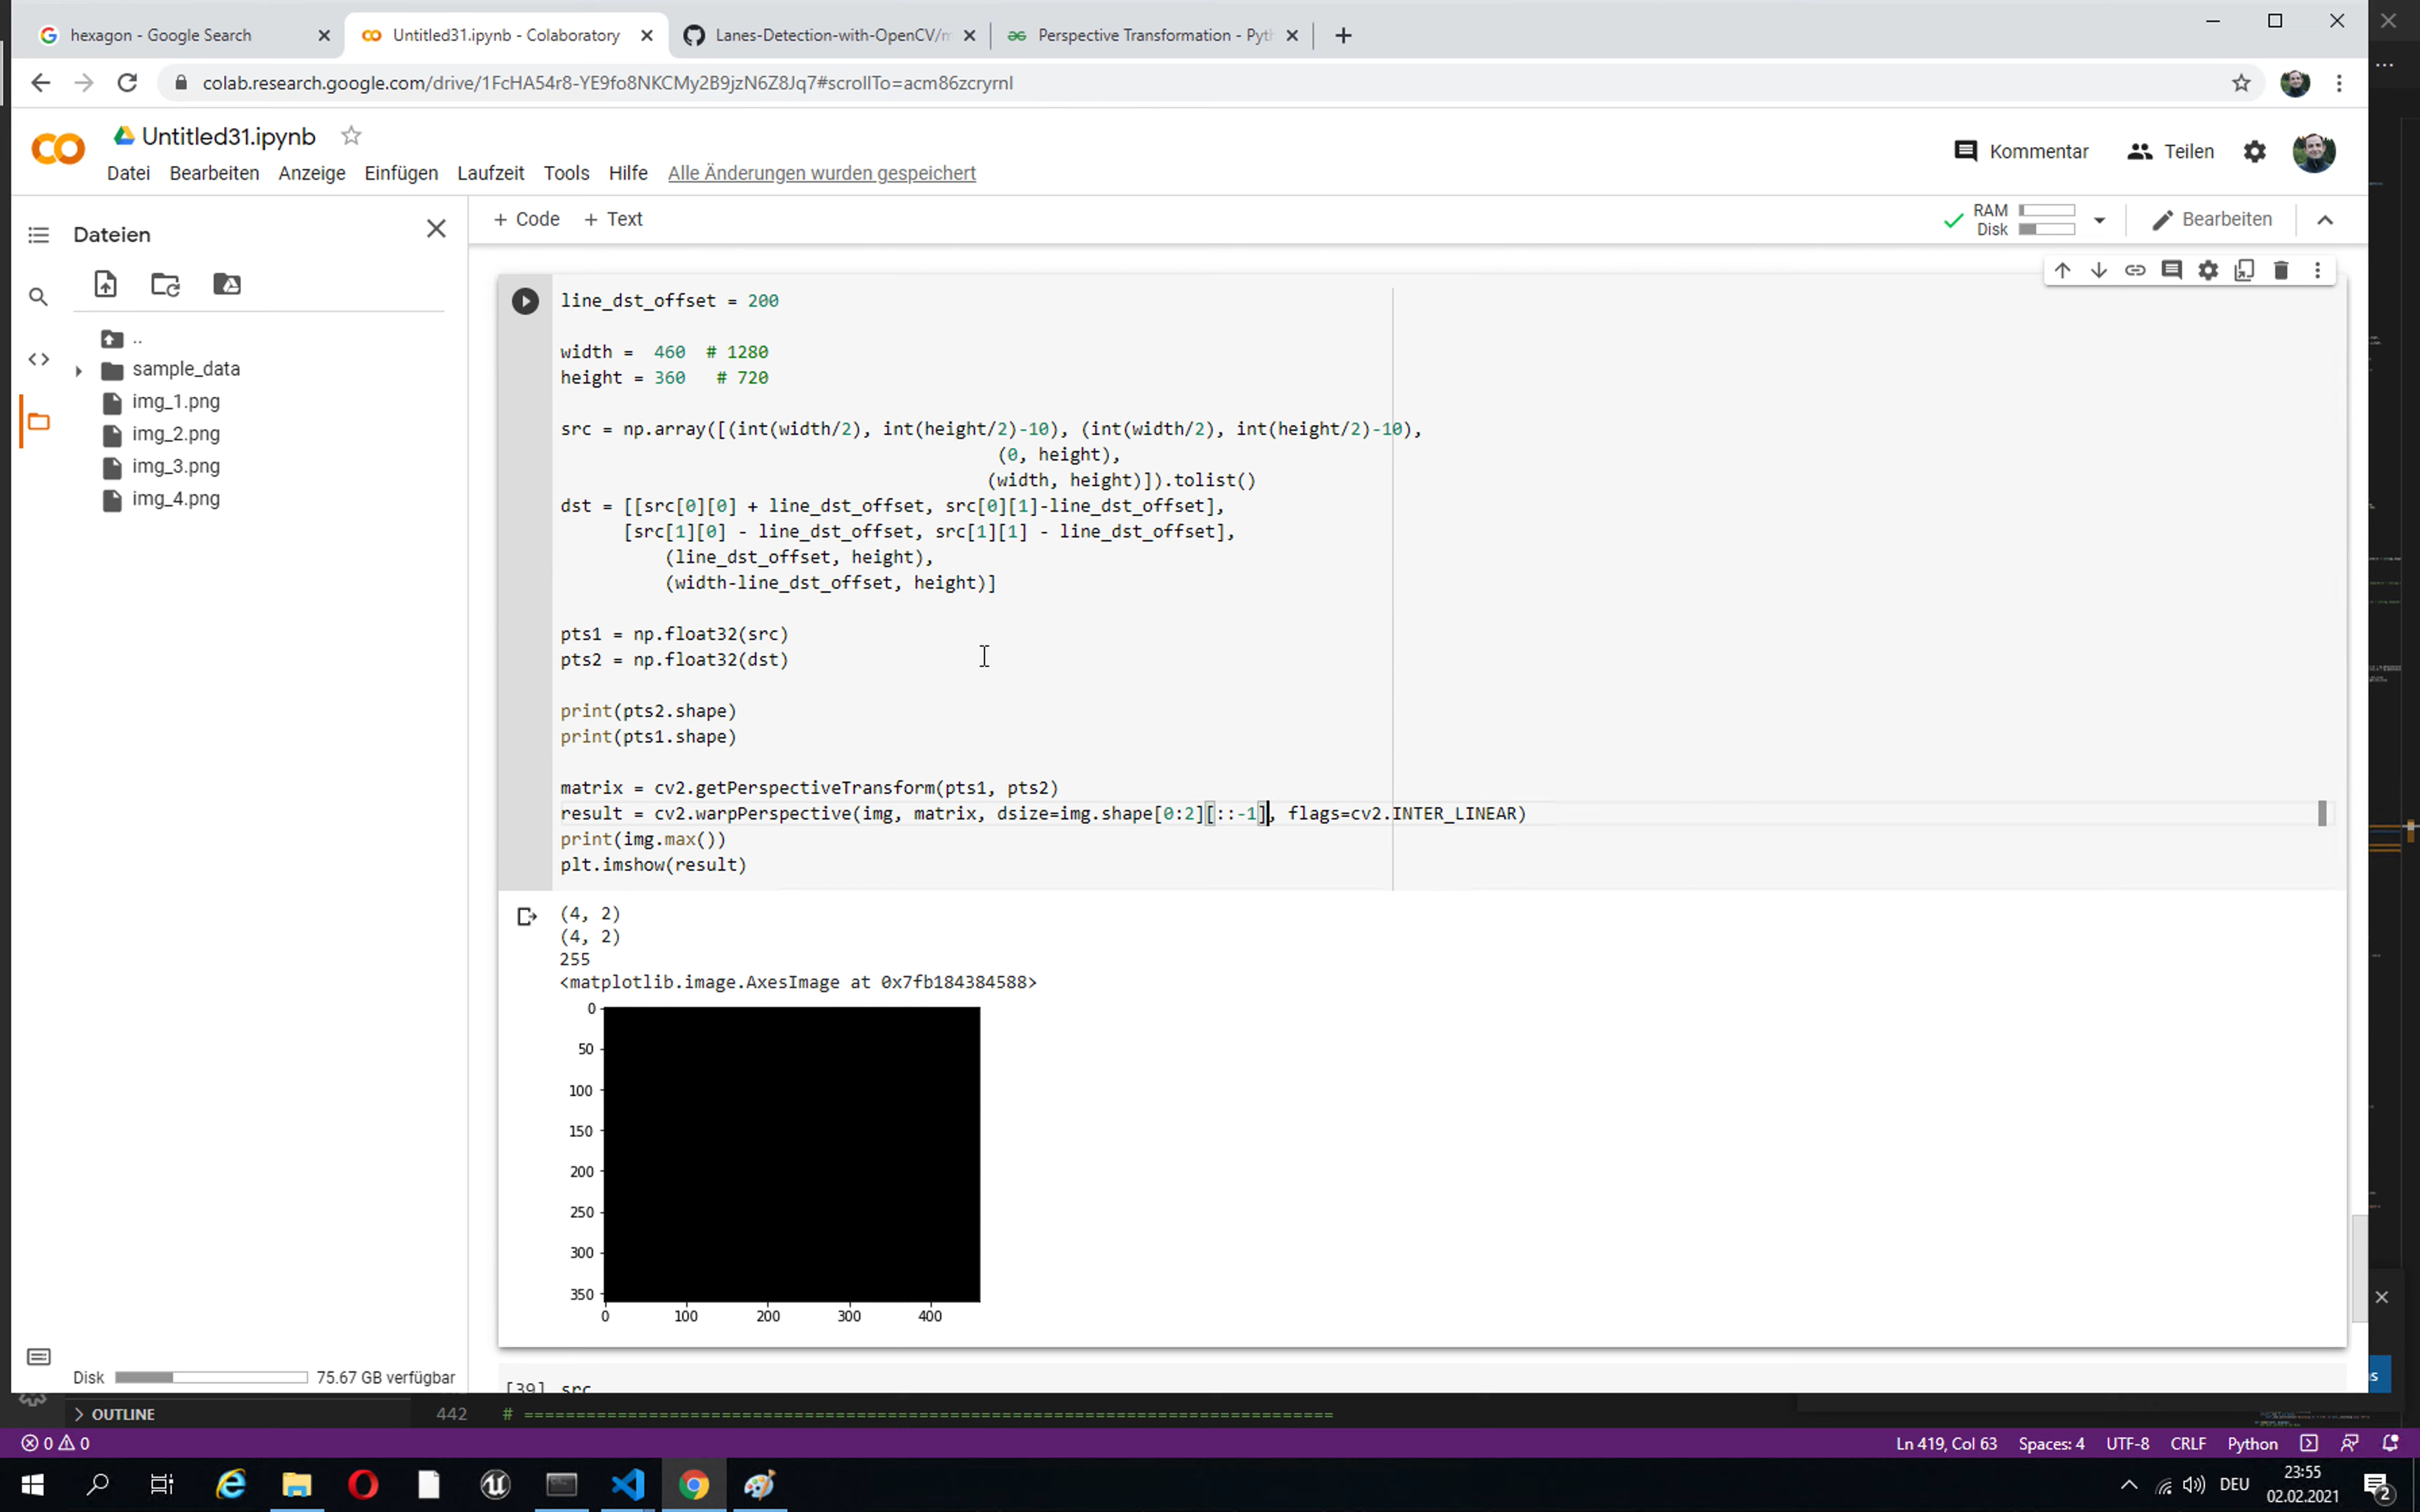 hexagon - Google Search
Untitled31.ipynb - Colaboratory
Lanes-Detection-with-OpenCV/m
Perspective Transformation - Pyth
colab.research.google.com/drive/1FcHA54r8-YE9fo8NKCMy2B9jzN6Z8Jq7#scrollTo=acm86zcryrnI
Untitled31.ipynb
Kommentar
Teilen
Datei Bearbeiten Anzeige Einfügen Laufzeit Tools Hilfe Alle Änderungen wurden gespeichert
Dateien
+ Code + Text
RAM
Disk
Bearbeiten
..
sample_data
img_1.png
img_2.png
img_3.png
img_4.png
line_dst_offset = 200
width =  460  # 1280
height = 360   # 720
src = np.array([(int(width/2), int(height/2)-10), (int(width/2), int(height/2)-10),
(0, height),
(width, height)]).tolist()
dst = [[src[0][0] + line_dst_offset, src[0][1]-line_dst_offset],
[src[1][0] - line_dst_offset, src[1][1] - line_dst_offset],
(line_dst_offset, height),
(width-line_dst_offset, height)]
pts1 = np.float32(src)
pts2 = np.float32(dst)
print(pts2.shape)
print(pts1.shape)
matrix = cv2.getPerspectiveTransform(pts1, pts2)
result = cv2.warpPerspective(img, matrix, dsize=img.shape[0:2][::-1], flags=cv2.INTER_LINEAR)
print(img.max())
plt.imshow(result)
(4, 2)
(4, 2)
255
<matplotlib.image.AxesImage at 0x7fb184384588>
0
50
100
150
200
250
300
350
0 100 200 300 400
Disk 75.67 GB verfügbar
[39] src
OUTLINE
442 # ==============================================================================
0 0
Ln 419, Col 63 Spaces: 4 UTF-8 CRLF Python
DEU
23:55
02.02.2021
2